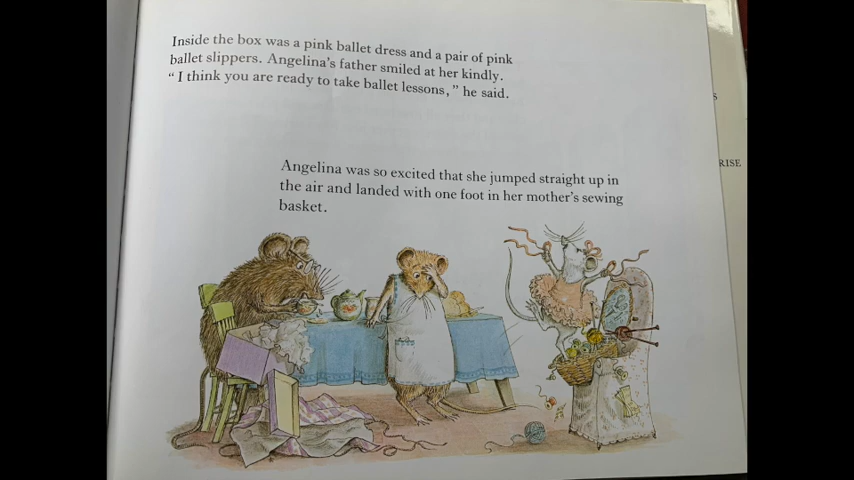 Inside the box was a pink ballet dress and a pair of pink
ballet slippers. Angelina's father smiled at her kindly.
“ I think you are ready to take ballet lessons, ” he said.
Angelina was so excited that she jumped straight up in
the air and landed with one foot in her mother's sewing
basket.
RISE